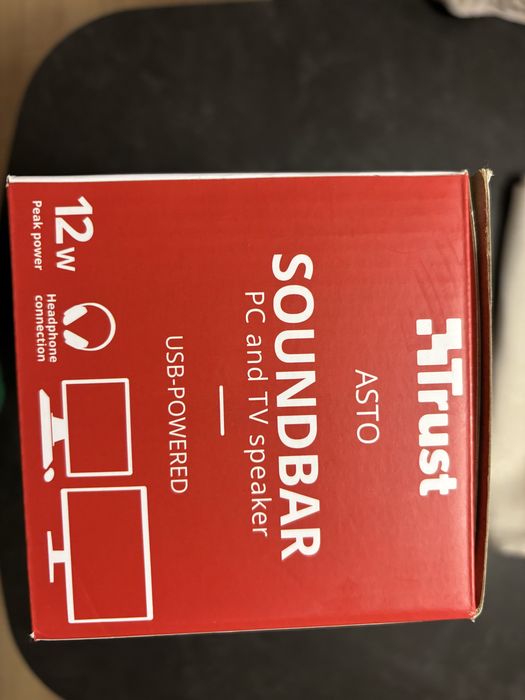 Trust
ASTO
SOUNDBAR
PC and TV speaker
USB-POWERED
12W
Peak power
Headphone
connection